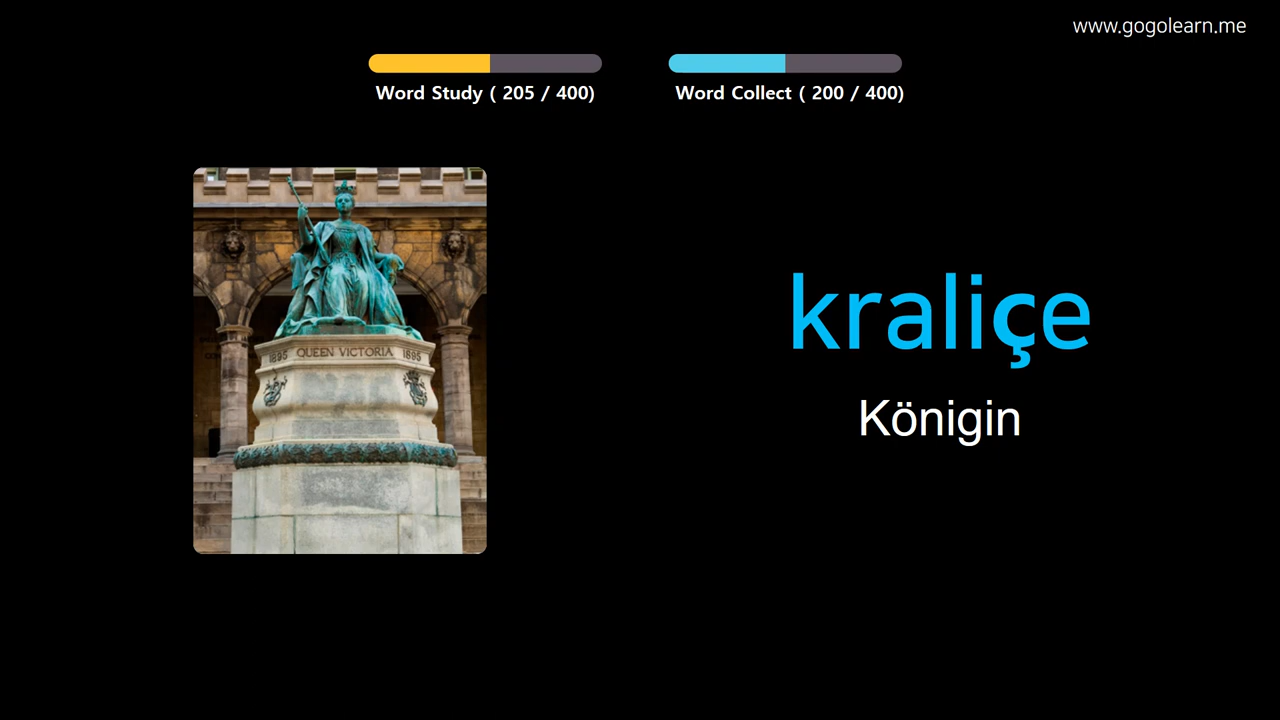 www.gogolearn.me
Word Study ( 205 / 400)
Word Collect ( 200 / 400)
1895 QUEEN VICTORIA 1895
kraliçe
Königin